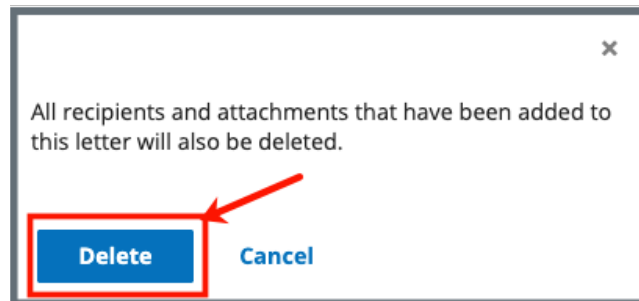 All recipients and attachments that have been added to
this letter will also be deleted.
Delete Cancel